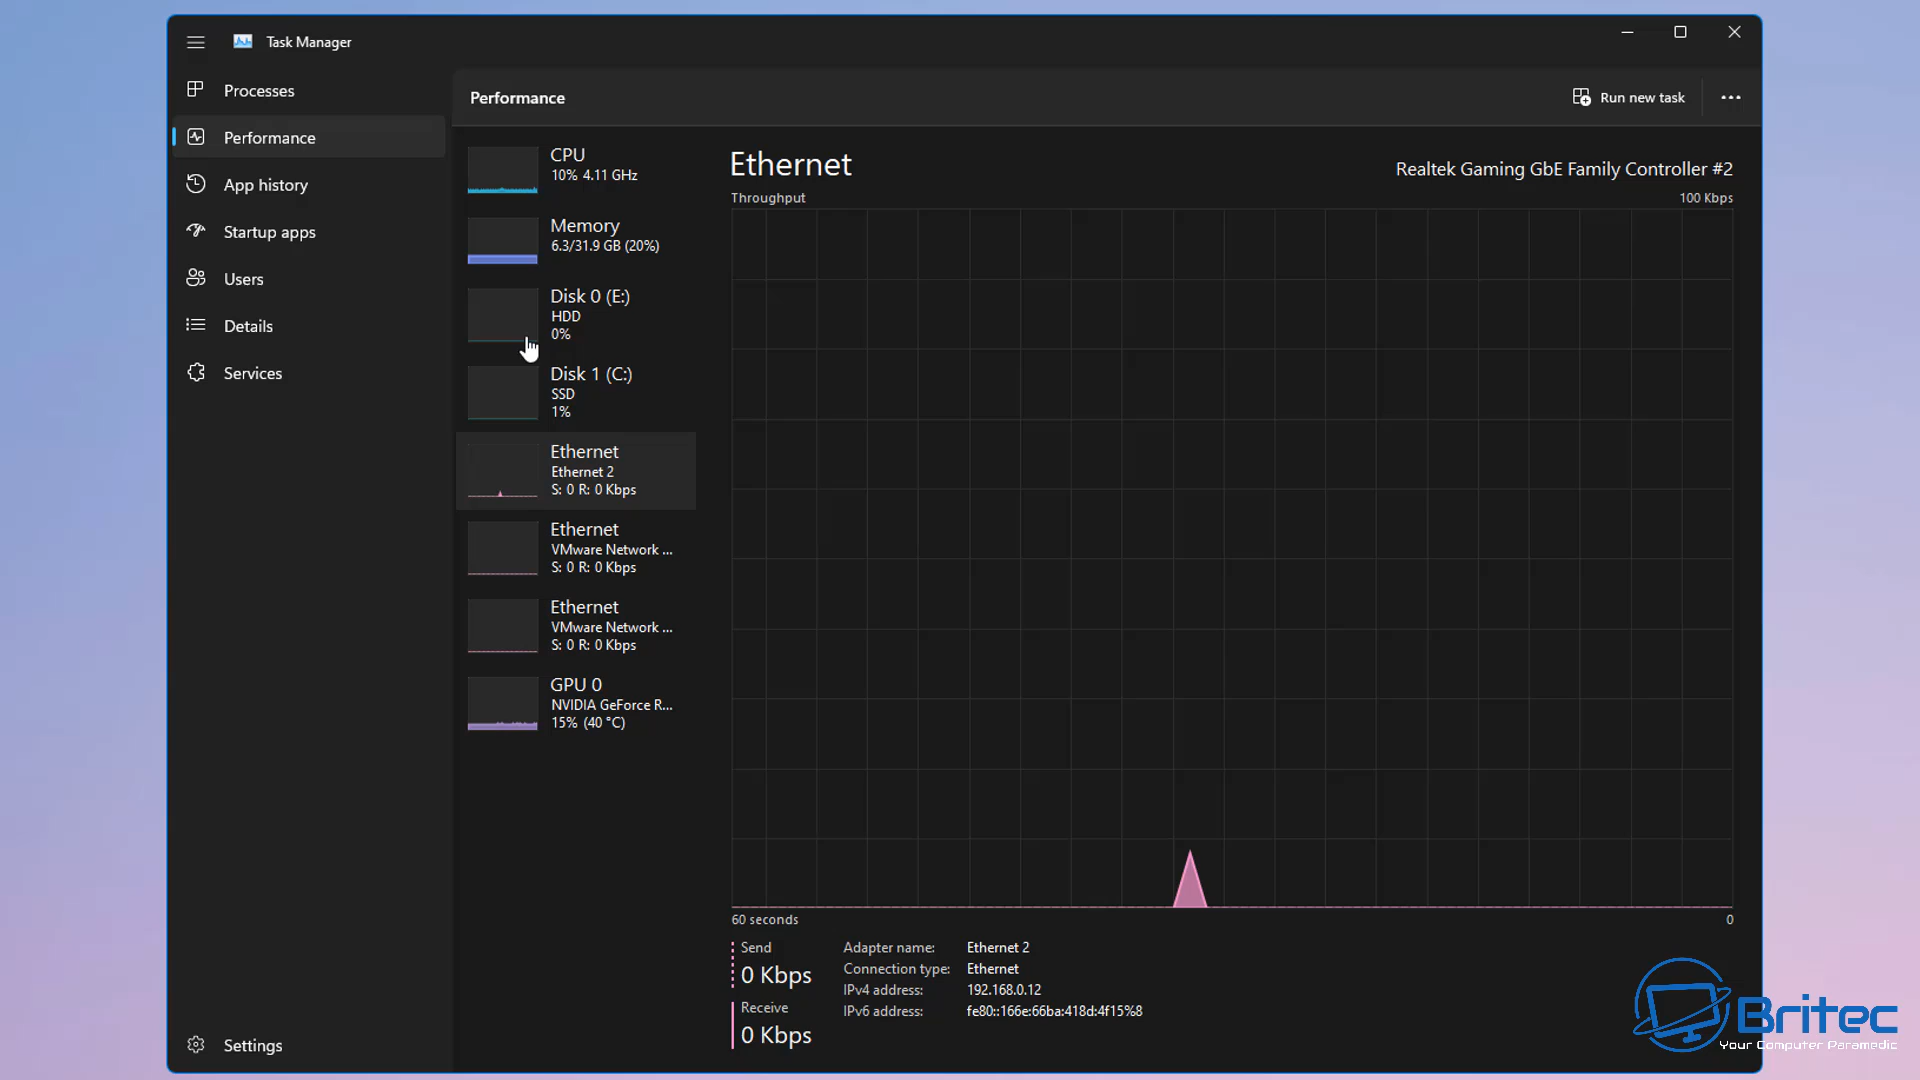 Task Manager
Processes
Performance
App history
Startup apps
Users
Details
Services
Settings
Performance
Run new task
CPU
10% 4.11 GHz
Memory
6.3/31.9 GB (20%)
Disk 0 (E:)
HDD
0%
Disk 1 (C:)
SSD
1%
Ethernet
Ethernet 2
S: 0 R: 0 Kbps
Ethernet
VMware Network ...
S: 0 R: 0 Kbps
Ethernet
VMware Network ...
S: 0 R: 0 Kbps
GPU 0
NVIDIA GeForce R...
15% (40 °C)
Ethernet
Realtek Gaming GbE Family Controller #2
Throughput
100 Kbps
60 seconds
0
Send
0 Kbps
Receive
0 Kbps
Adapter name: Ethernet 2
Connection type: Ethernet
IPv4 address: 192.168.0.12
IPv6 address: fe80::166e:66ba:418d:4f15%8
Britec
Your Computer Paramedic